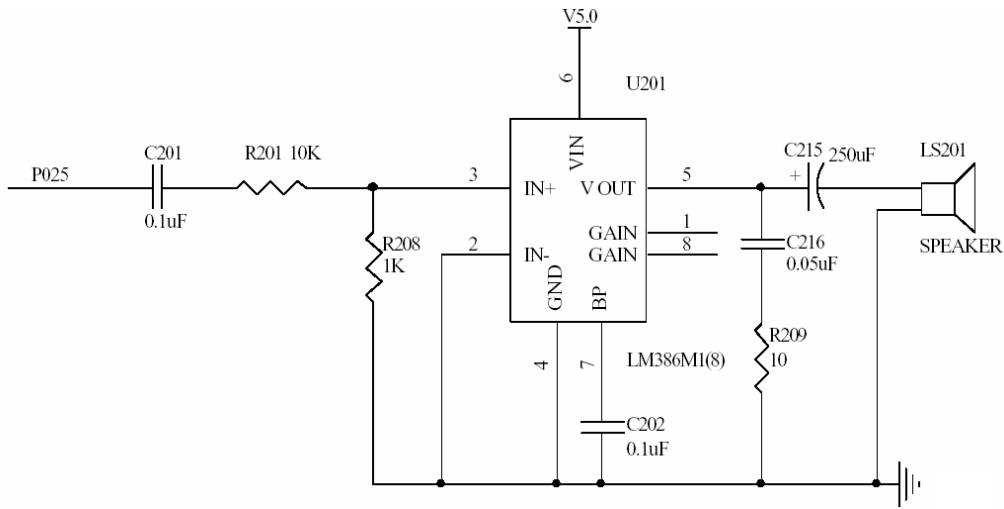 V5.0
6
U201
C201
R201 10K
P025
0.1uF
3
IN+
VIN
V OUT
5
C215
250uF
+
LS201
SPEAKER
R208
1K
2
IN-
GAIN
1
GAIN
8
GND
BP
C216
0.05uF
4
7
LM386M1(8)
R209
10
C202
0.1uF